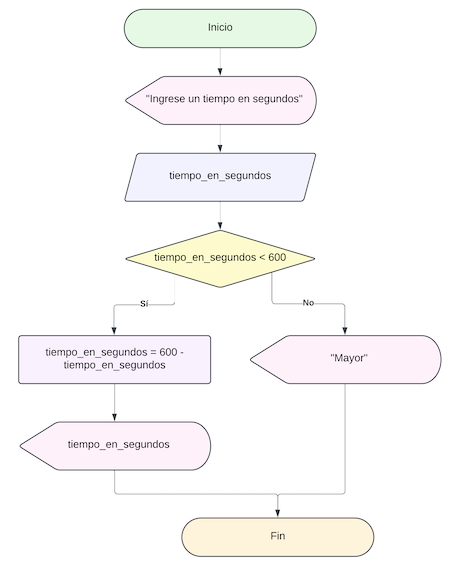 Inicio
"Ingrese un tiempo en segundos"
tiempo_en_segundos
tiempo_en_segundos < 600
Sí
No
tiempo_en_segundos = 600 -
tiempo_en_segundos
"Mayor"
tiempo_en_segundos
Fin